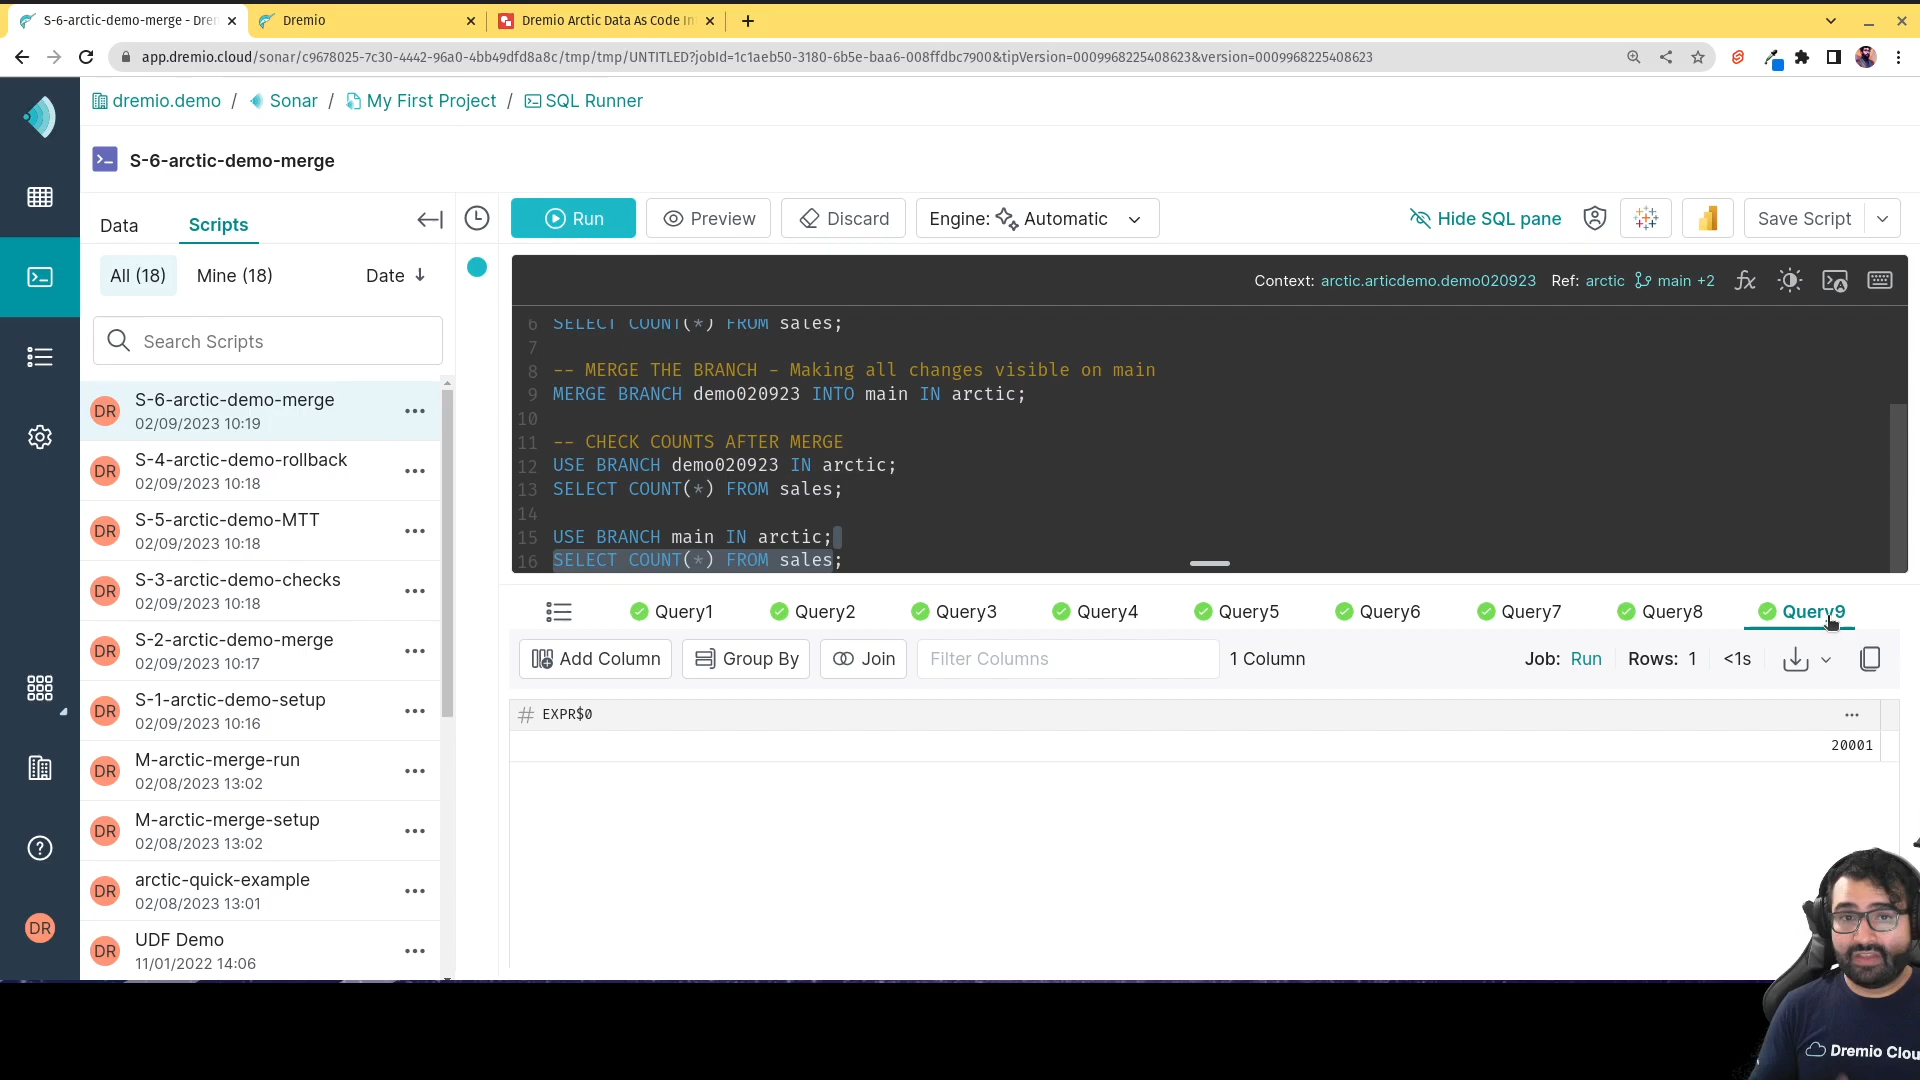 S-6-arctic-demo-merge - Drem
Dremio
Dremio Arctic Data As Code In
app.dremio.cloud/sonar/c9678025-7c30-4442-96a0-4bb49dfd8a8c/tmp/tmp/UNTITLED?jobId=1c1aeb50-3180-6b5e-baa6-008ffdbc7900&tipVersion=0009968225408623&version=0009968225408623
dremio.demo / Sonar / My First Project / SQL Runner
S-6-arctic-demo-merge
Data
Scripts
Run
Preview
Discard
Engine: Automatic
Hide SQL pane
Save Script
All (18)
Mine (18)
Date
Search Scripts
S-6-arctic-demo-merge
02/09/2023 10:19
S-4-arctic-demo-rollback
02/09/2023 10:18
S-5-arctic-demo-MTT
02/09/2023 10:18
S-3-arctic-demo-checks
02/09/2023 10:18
S-2-arctic-demo-merge
02/09/2023 10:17
S-1-arctic-demo-setup
02/09/2023 10:16
M-arctic-merge-run
02/08/2023 13:02
M-arctic-merge-setup
02/08/2023 13:02
arctic-quick-example
02/08/2023 13:01
UDF Demo
11/01/2022 14:06
DR
DR
DR
DR
DR
DR
DR
DR
DR
DR
DR
Context: arctic.articdemo.demo020923 Ref: arctic main +2
6 SELECT COUNT(*) FROM sales;
7
8 -- MERGE THE BRANCH - Making all changes visible on main
9 MERGE BRANCH demo020923 INTO main IN arctic;
10
11 -- CHECK COUNTS AFTER MERGE
12 USE BRANCH demo020923 IN arctic;
13 SELECT COUNT(*) FROM sales;
14
15 USE BRANCH main IN arctic;
16 SELECT COUNT(*) FROM sales;
Query1 Query2 Query3 Query4 Query5 Query6 Query7 Query8 Query9
Add Column
Group By
Join
Filter Columns
1 Column
Job: Run
Rows: 1
<1s
# EXPR$0
20001
Dremio Clou